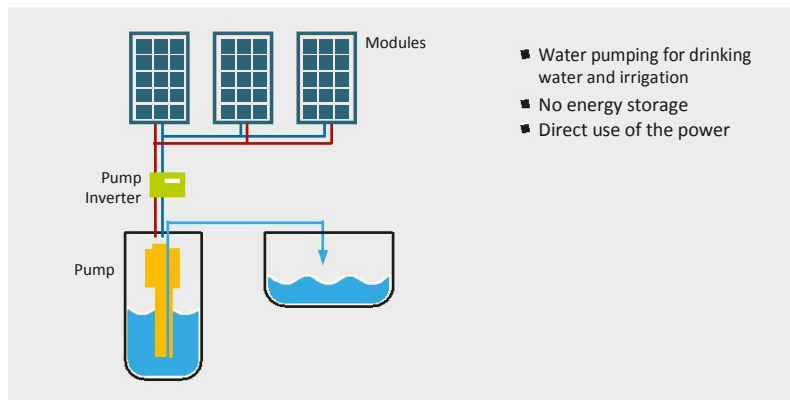 Modules
Water pumping for drinking
water and irrigation
No energy storage
Direct use of the power
Pump
Inverter
Pump